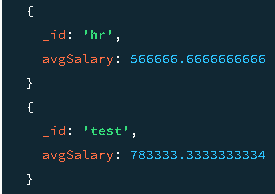 {
_id: 'hr',
avgSalary: 566666.6666666666
}
{
_id: 'test',
avgSalary: 783333.3333333334
}